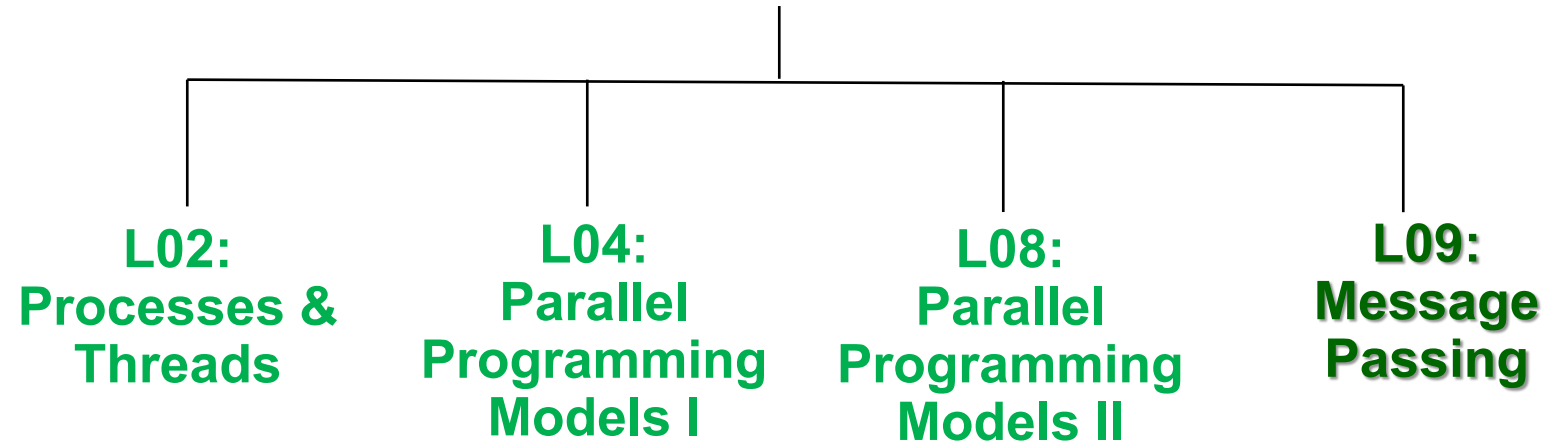 L02:
Processes &
Threads
L04:
Parallel
Programming
Models I
L08:
Parallel
Programming
Models II
L09:
Message
Passing